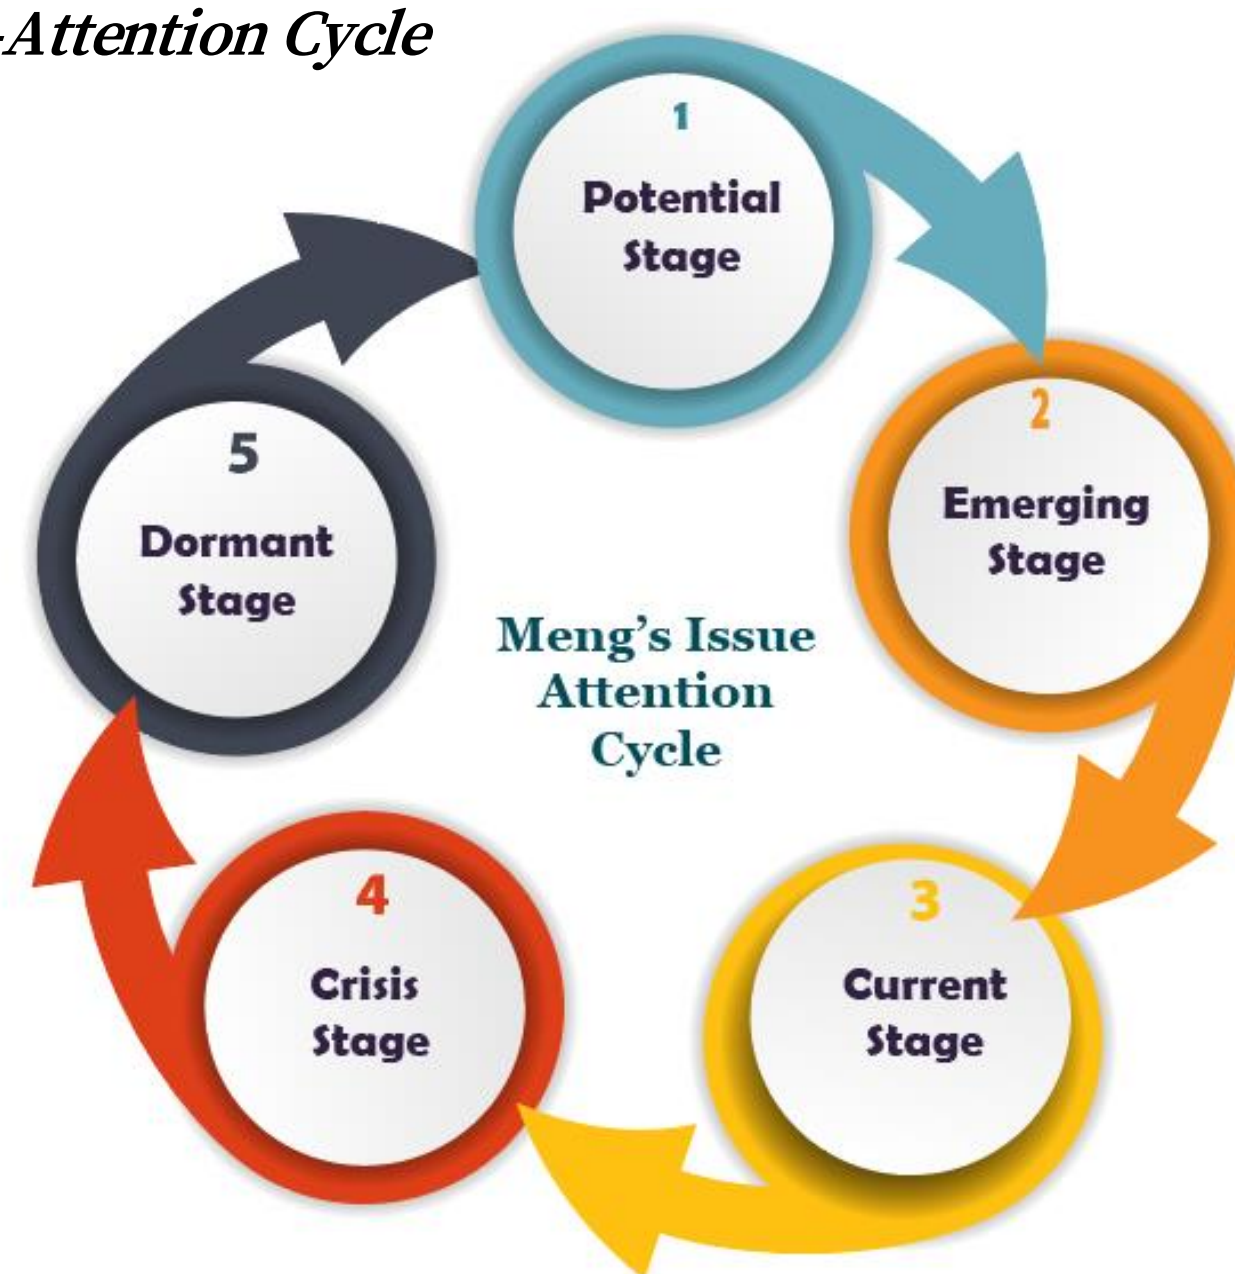 -Attention Cycle
1
Potential
Stage
2
Emerging
Stage
3
Current
Stage
4
Crisis
Stage
5
Dormant
Stage
Meng’s Issue
Attention
Cycle